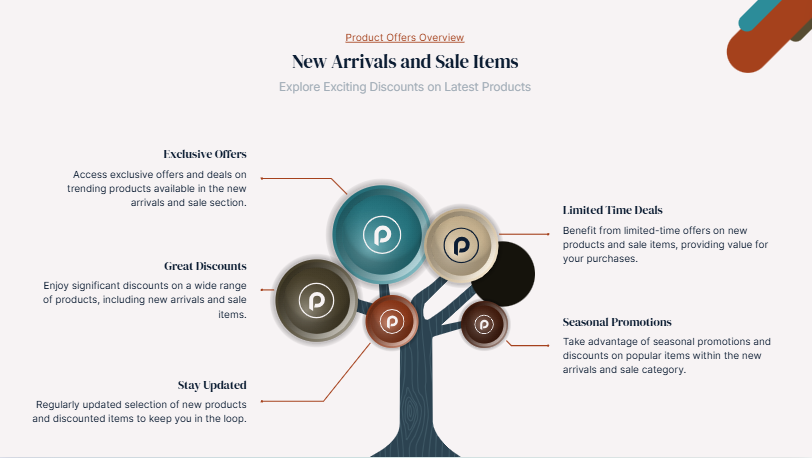 Product Offers Overview
New Arrivals and Sale Items
Explore Exciting Discounts on Latest Products
Exclusive Offers
Access exclusive offers and deals on
trending products available in the new
arrivals and sale section.
Great Discounts
Enjoy significant discounts on a wide range
of products, including new arrivals and sale
items.
Stay Updated
Regularly updated selection of new products
and discounted items to keep you in the loop.
Limited Time Deals
Benefit from limited-time offers on new
products and sale items, providing value for
your purchases.
Seasonal Promotions
Take advantage of seasonal promotions and
discounts on popular items within the new
arrivals and sale category.